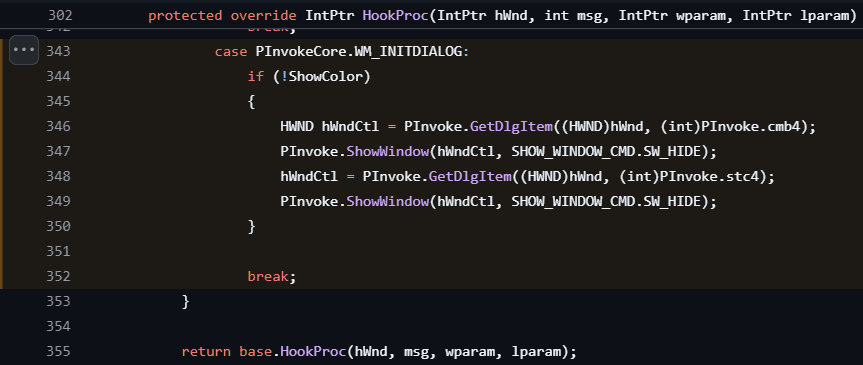 302 protected override IntPtr HookProc(IntPtr hWnd, int msg, IntPtr wparam, IntPtr lparam)
342 break;
343 case PInvokeCore.WM_INITDIALOG:
344 if (!ShowColor)
345 {
346 HWND hWndCtl = PInvoke.GetDlgItem((HWND)hWnd, (int)PInvoke.cmb4);
347 PInvoke.ShowWindow(hWndCtl, SHOW_WINDOW_CMD.SW_HIDE);
348 hWndCtl = PInvoke.GetDlgItem((HWND)hWnd, (int)PInvoke.stc4);
349 PInvoke.ShowWindow(hWndCtl, SHOW_WINDOW_CMD.SW_HIDE);
350 }
351
352 break;
353 }
354
355 return base.HookProc(hWnd, msg, wparam, lparam);